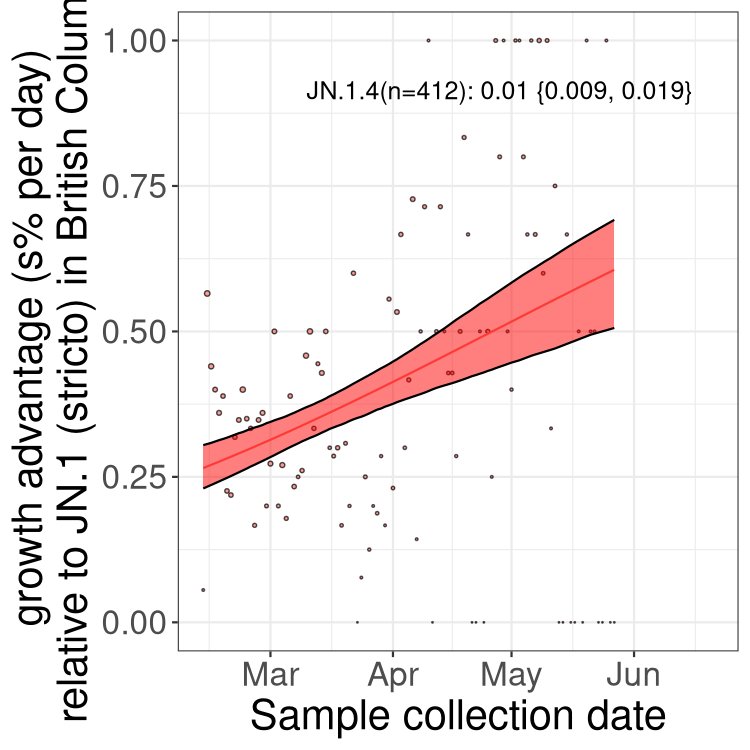 growth advantage (s% per day)
relative to JN.1 (stricto) in British Colum
1.00
0.75
0.50
0.25
0.00
JN.1.4(n=412): 0.01 {0.009, 0.019}
Mar Apr May Jun
Sample collection date